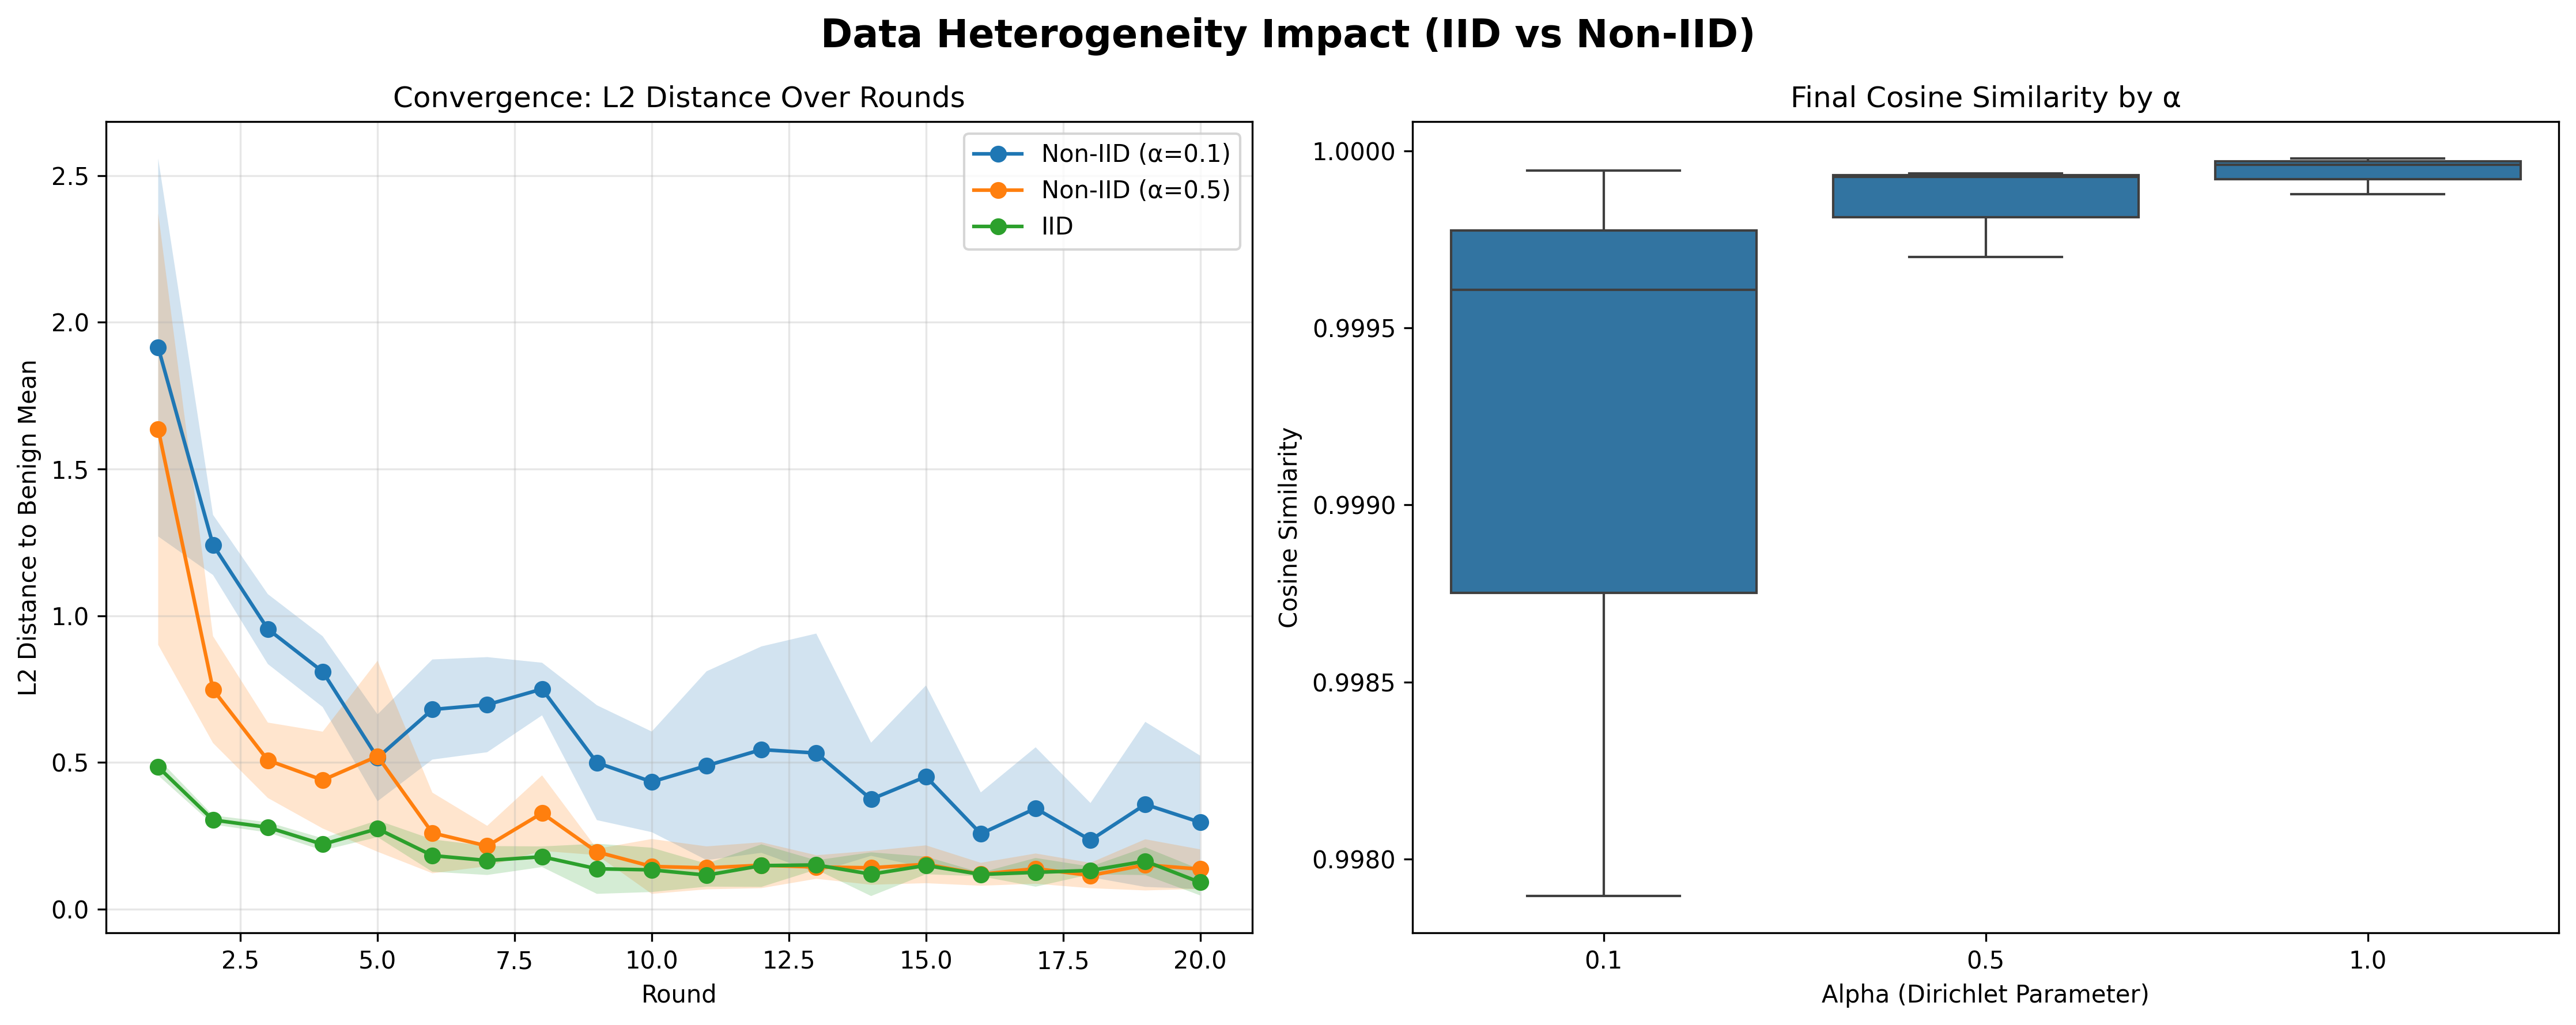 Data Heterogeneity Impact (IID vs Non-IID)
Convergence: L2 Distance Over Rounds
L2 Distance to Benign Mean
2.5
2.0
1.5
1.0
0.5
0.0
Non-IID (α=0.1)
Non-IID (α=0.5)
IID
2.5 5.0 7.5 10.0 12.5 15.0 17.5 20.0
Round
Final Cosine Similarity by α
Cosine Similarity
1.0000
0.9995
0.9990
0.9985
0.9980
0.1 0.5 1.0
Alpha (Dirichlet Parameter)